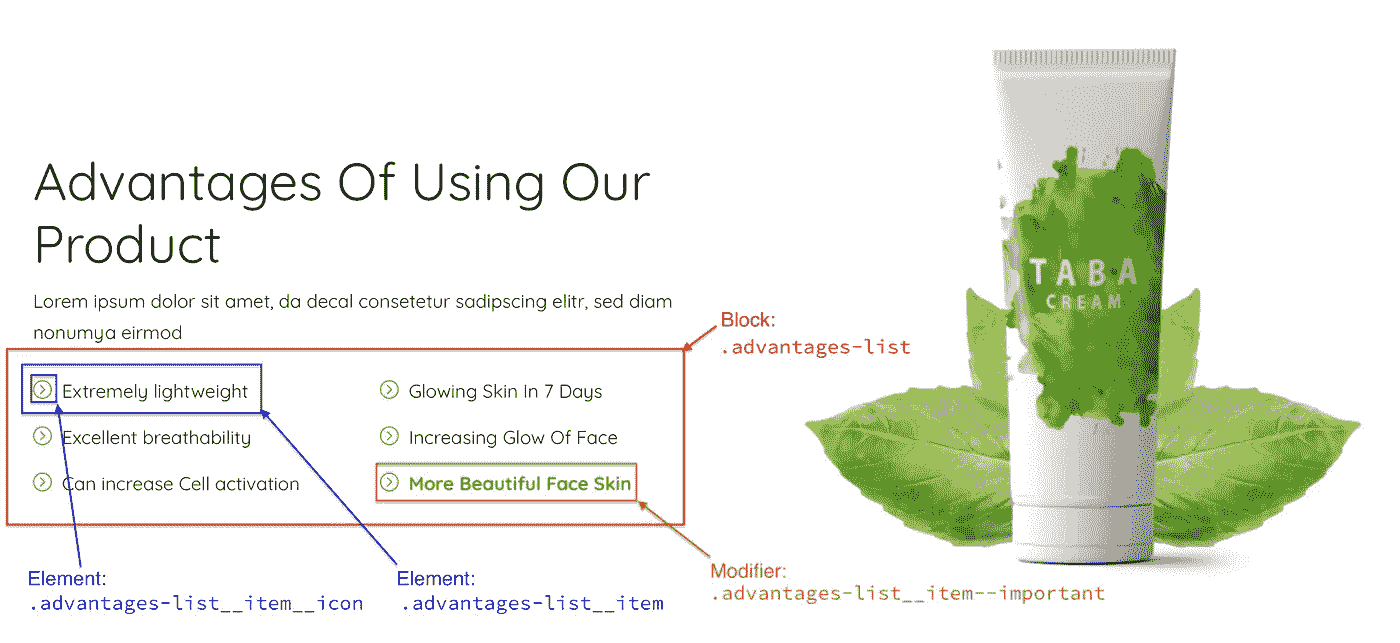 Advantages Of Using Our
Product
Lorem ipsum dolor sit amet, da decal consetetur sadipscing elitr, sed diam
nonumya eirmod
Extremely lightweight
Excellent breathability
Can increase Cell activation
Glowing Skin In 7 Days
Increasing Glow Of Face
More Beautiful Face Skin
TABA
CREAM
Block:
.advantages-list
Element:
.advantages-list__item__icon
Element:
.advantages-list__item
Modifier:
.advantages-list__item--important